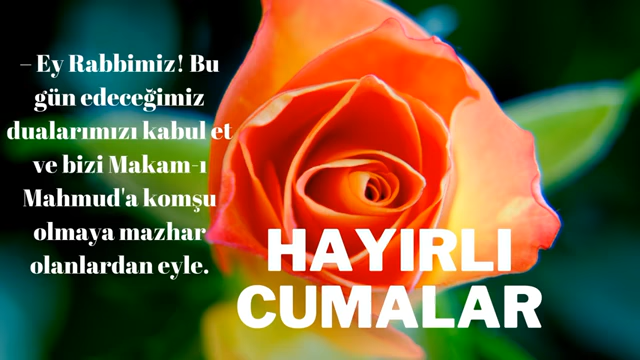 – Ey Rabbimiz! Bu
gün edeceğimiz
dualarımızı kabul et
ve bizi Makam-ı
Mahmud'a komşu
olmaya mazhar
olanlardan eyle.
HAYIRLI
CUMALAR